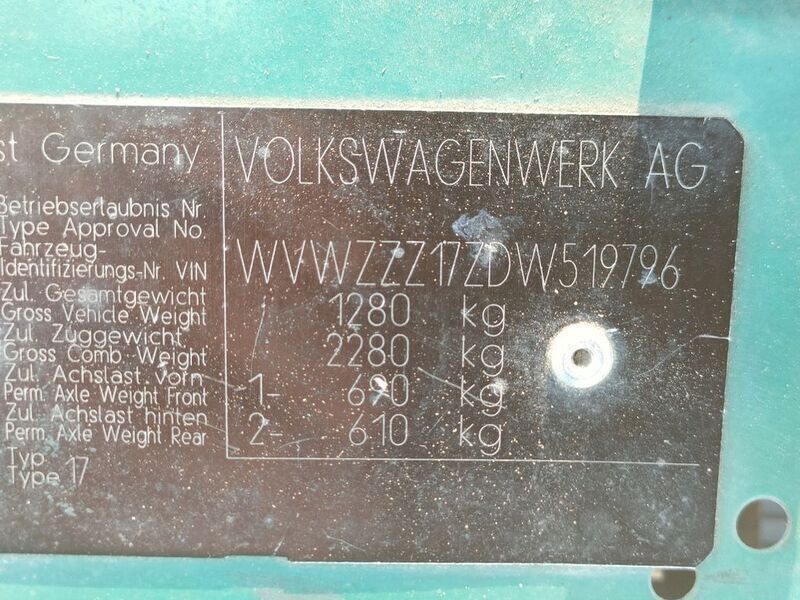 st Germany VOLKSWAGENWERK AG
Betriebserlaubnis Nr
Type Approval No.
Fahrzeug-
Identifizierungs-Nr. VIN WVWZZZ17ZDW519796
Zul. Gesamtgewicht
Gross Vehicle Weight 1280 kg
Zul. Zuggewicht
Gross Comb. Weight 2280 kg
Zul. Achslast vorn
Perm. Axle Weight Front 1- 670 kg
Zul. Achslast hinten
Perm. Axle Weight Rear 2- 610 kg
Typ
Type 17